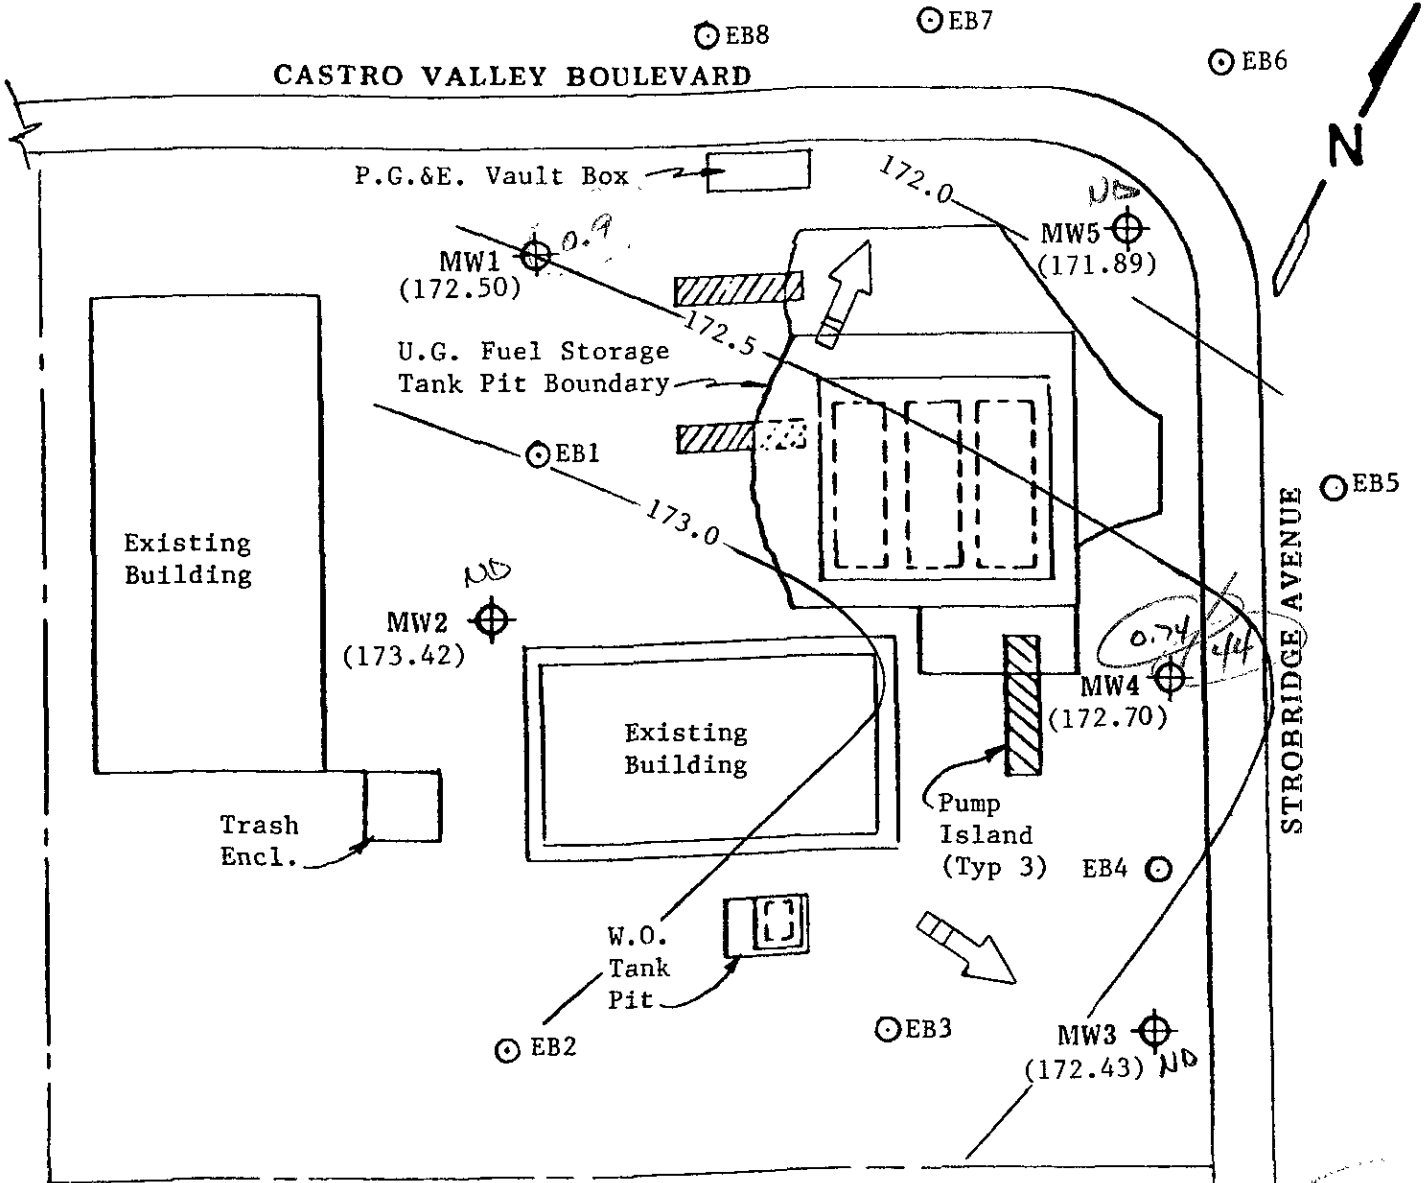 EB8
EB7
EB6
CASTRO VALLEY BOULEVARD
N
P.G.&E. Vault Box
172.0
ND
MW5
(171.89)
0.9
MW1
(172.50)
172.5
U.G. Fuel Storage
Tank Pit Boundary
EB1
EB5
173.0
Existing
Building
ND
MW2
(173.42)
STROBRIDGE AVENUE
0.74
44
MW4
(172.70)
Existing
Building
Trash
Encl.
Pump
Island
(Typ 3)
EB4
W.O.
Tank
Pit
EB3
EB2
MW3
(172.43) ND